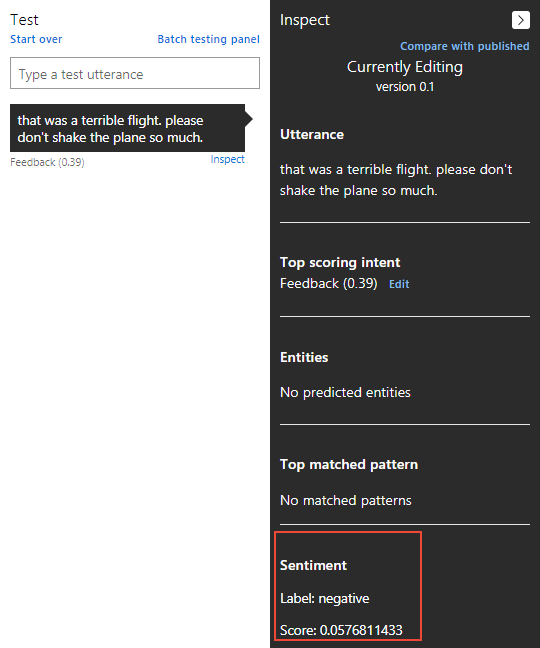 Test
Start over
Batch testing panel
Type a test utterance
that was a terrible flight. please
don't shake the plane so much.
Feedback (0.39)
Inspect
Inspect
Compare with published
Currently Editing
version 0.1
Utterance
that was a terrible flight. please don't
shake the plane so much.
Top scoring intent
Feedback (0.39) Edit
Entities
No predicted entities
Top matched pattern
No matched patterns
Sentiment
Label: negative
Score: 0.0576811433